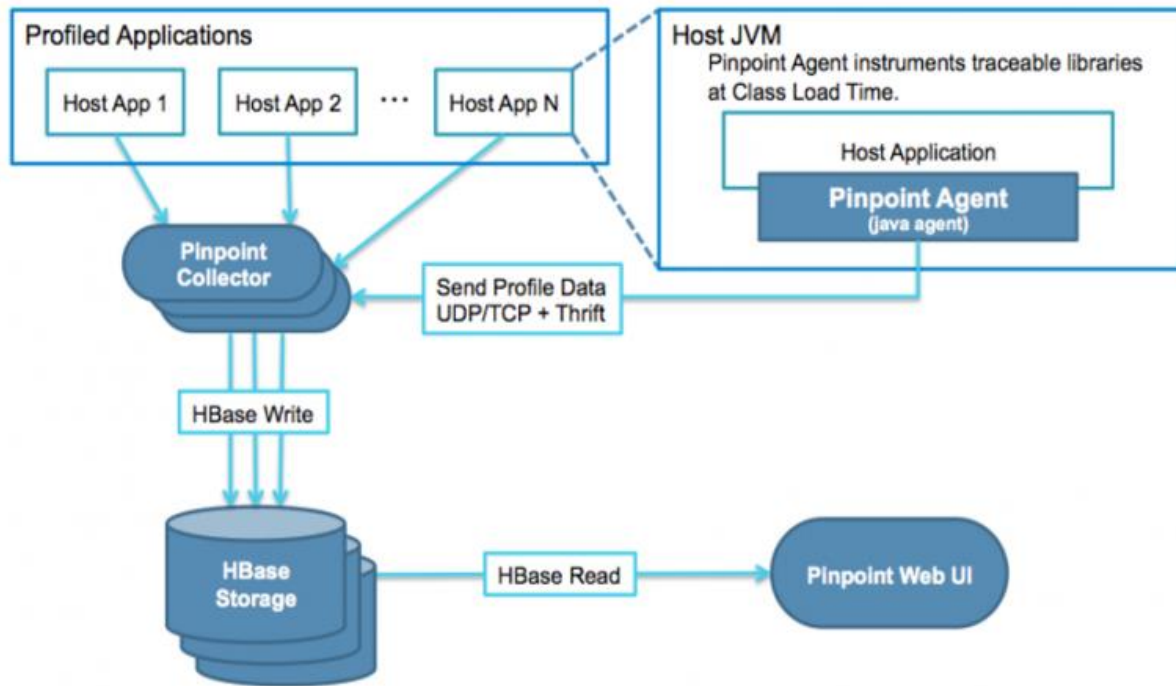 Profiled Applications
Host App 1
Host App 2
...
Host App N
Host JVM
Pinpoint Agent instruments traceable libraries
at Class Load Time.
Host Application
Pinpoint Agent
(java agent)
Pinpoint
Collector
Send Profile Data
UDP/TCP + Thrift
HBase Write
HBase
Storage
HBase Read
Pinpoint Web UI